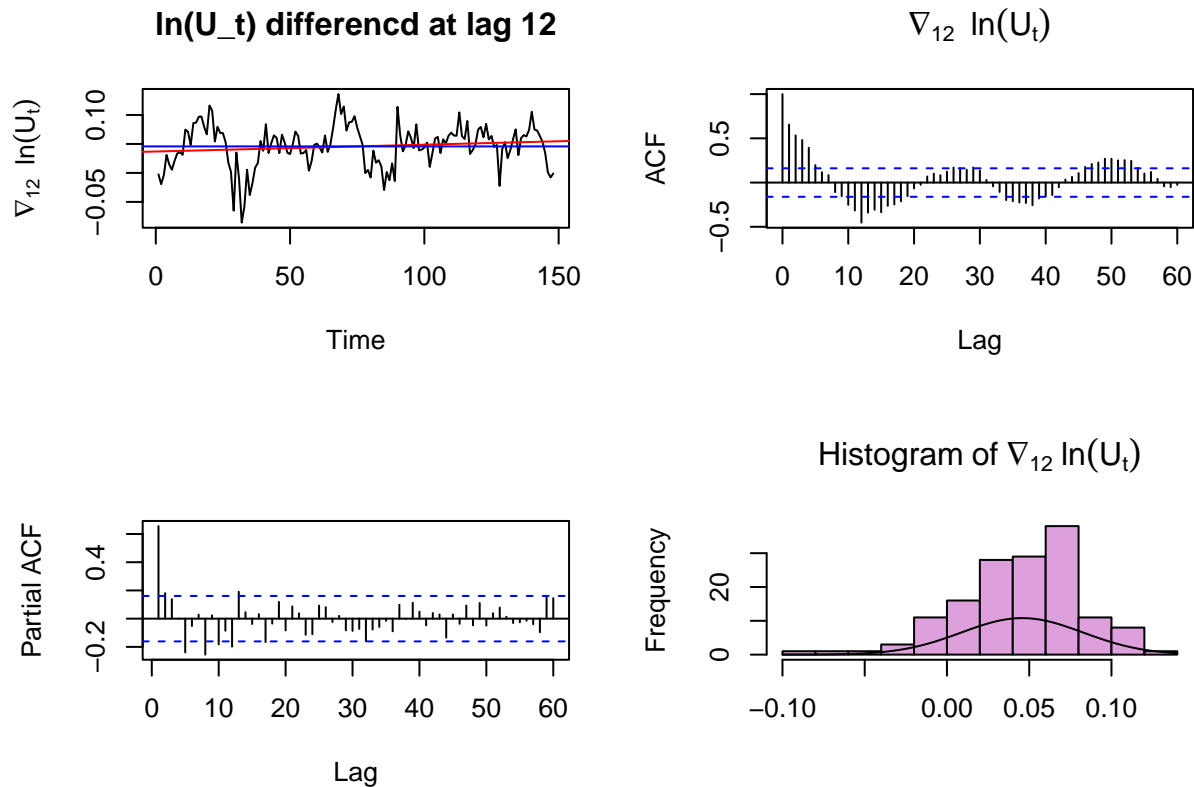 ln(U_t) differencd at lag 12
∇₁₂ ln(Uₜ)
−0.05
0.10
0 50 100 150
Time
∇₁₂ ln(Uₜ)
ACF
−0.5
0.5
0 10 20 30 40 50 60
Lag
Partial ACF
−0.2
0.4
0 10 20 30 40 50 60
Lag
Histogram of ∇₁₂ ln(Uₜ)
Frequency
0
20
−0.10 0.00 0.05 0.10